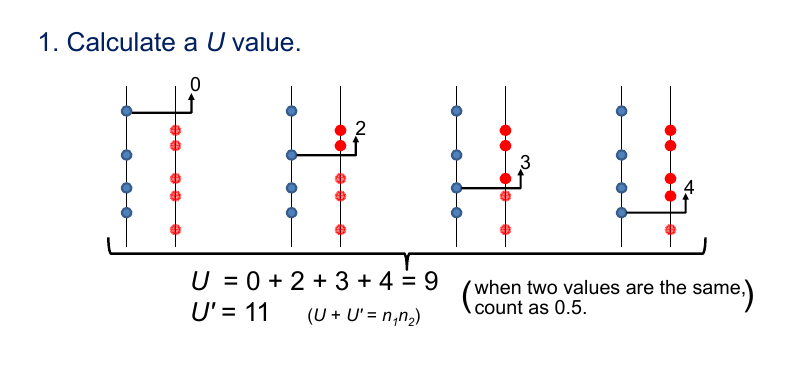 1. Calculate a U value.
0
2
3
4
U = 0 + 2 + 3 + 4 = 9
(when two values are the same,
count as 0.5.)
U' = 11 (U + U' = n₁n₂)